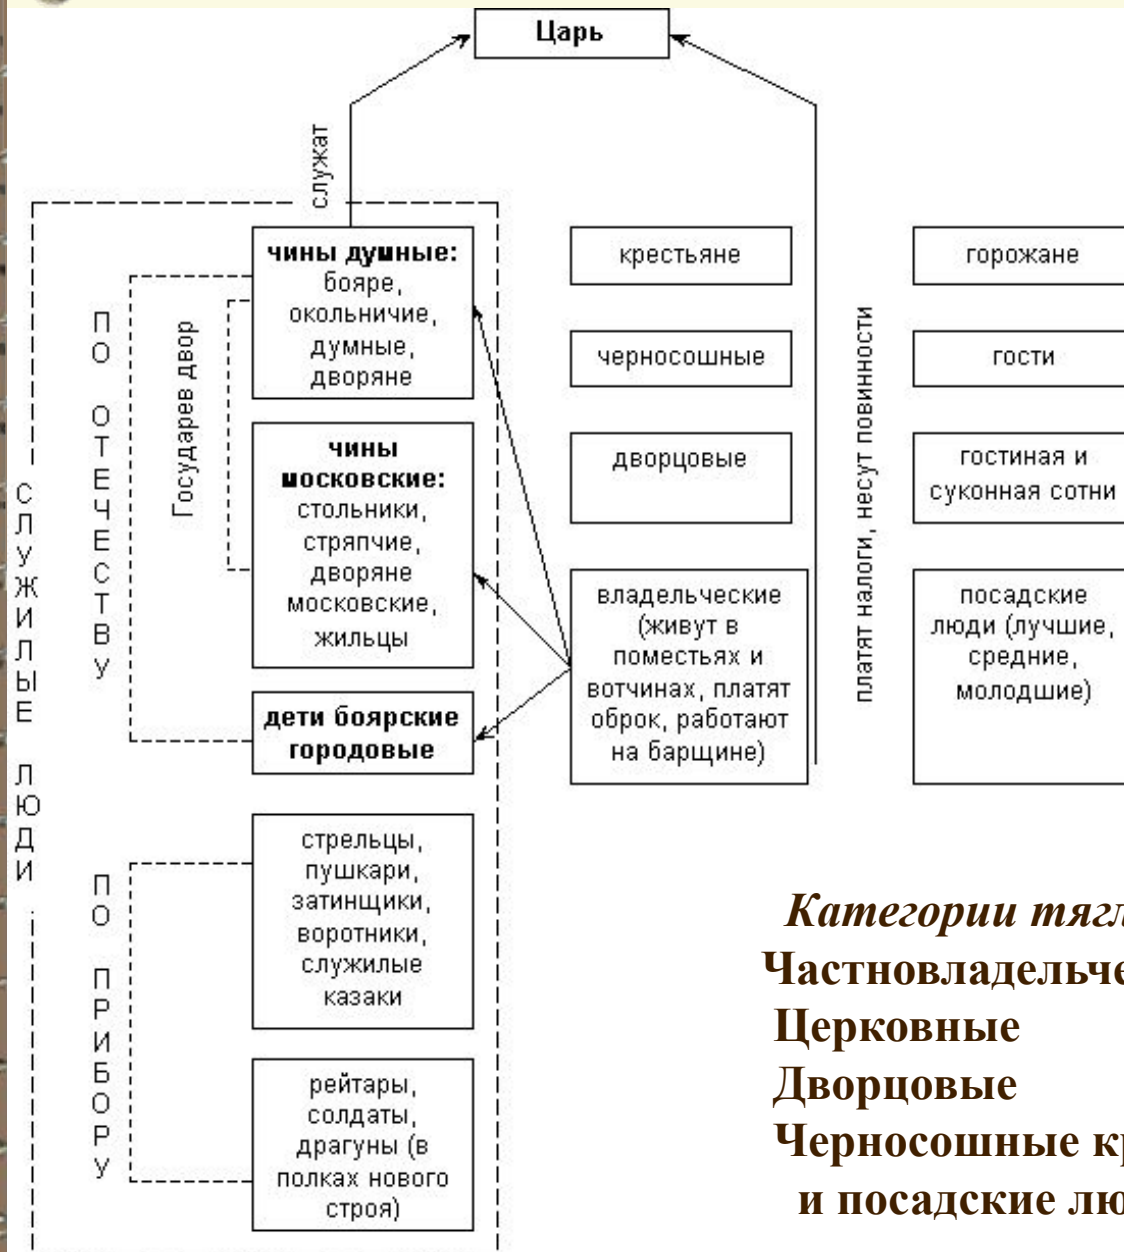 Царь
служат
чины думные:
бояре,
окольничие,
думные,
дворяне
чины
московские:
стольники,
стряпчие,
дворяне
московские,
жильцы
дети боярские
городовые
стрельцы,
пушкари,
затинщики,
воротники,
служилые
казаки
рейтары,
солдаты,
драгуны (в
полках нового
строя)
СЛУЖИЛЫЕ ЛЮДИ
ПО ОТЕЧЕСТВУ
Государев двор
ПО ПРИБОРУ
крестьяне
черносошные
дворцовые
владельческие
(живут в
поместьях и
вотчинах, платят
оброк, работают
на барщине)
платят налоги, несут повинности
горожане
гости
гостиная и
суконная сотни
посадские
люди (лучшие,
средние,
молодшие)
Категории
Церковные
Дворцовые
Черносошные
и посадские